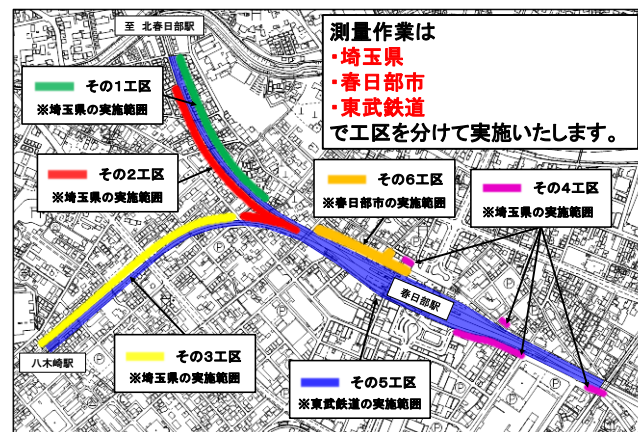 至 北春日部駅
測量作業は
・埼玉県
・春日部市
・東武鉄道
で工区を分けて実施いたします。
その1工区
※埼玉県の実施範囲
その2工区
※埼玉県の実施範囲
その6工区
※春日部市の実施範囲
その4工区
※埼玉県の実施範囲
春日部駅
その3工区
※埼玉県の実施範囲
八木崎駅
その5工区
※東武鉄道の実施範囲